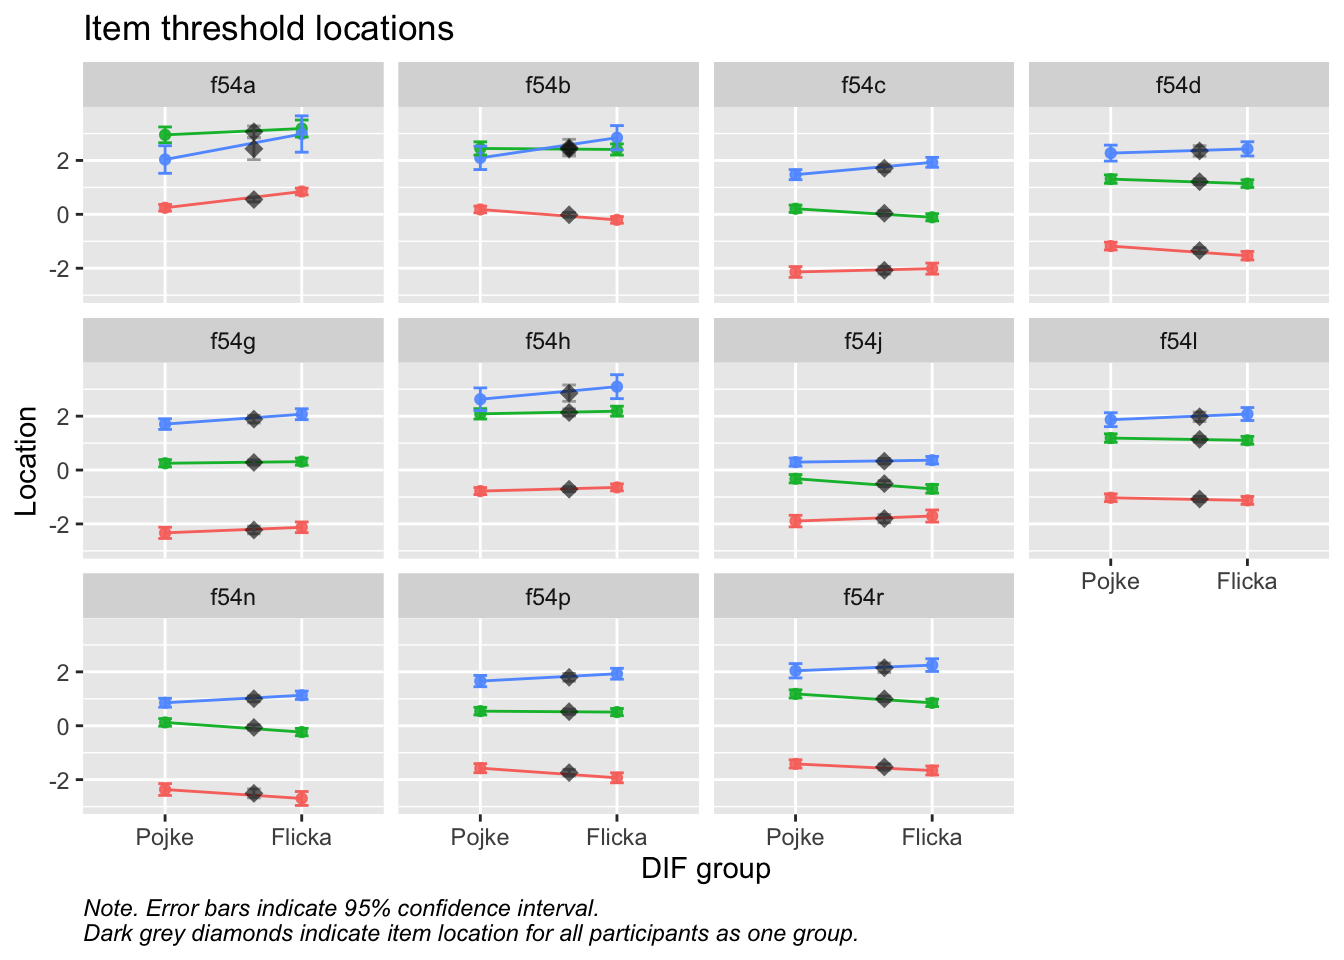 Item threshold locations
f54a f54b f54c f54d
2
0
-2
f54g f54h f54j f54l
2
0
-2
Pojke Flicka
f54n f54p f54r
2
0
-2
Pojke Flicka Pojke Flicka Pojke Flicka
Location
DIF group
Note. Error bars indicate 95% confidence interval.
Dark grey diamonds indicate item location for all participants as one group.